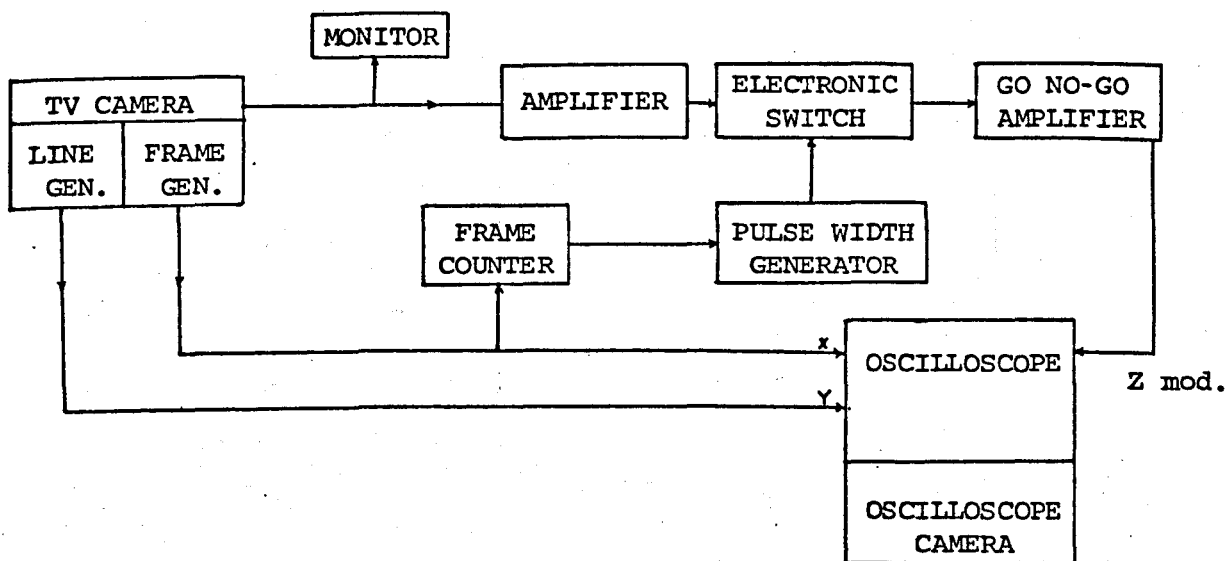 MONITOR
TV CAMERA
LINE
GEN.
FRAME
GEN.
AMPLIFIER
ELECTRONIC
SWITCH
GO NO-GO
AMPLIFIER
FRAME
COUNTER
PULSE WIDTH
GENERATOR
X
Y
OSCILLOSCOPE
Z mod.
OSCILLOSCOPE
CAMERA